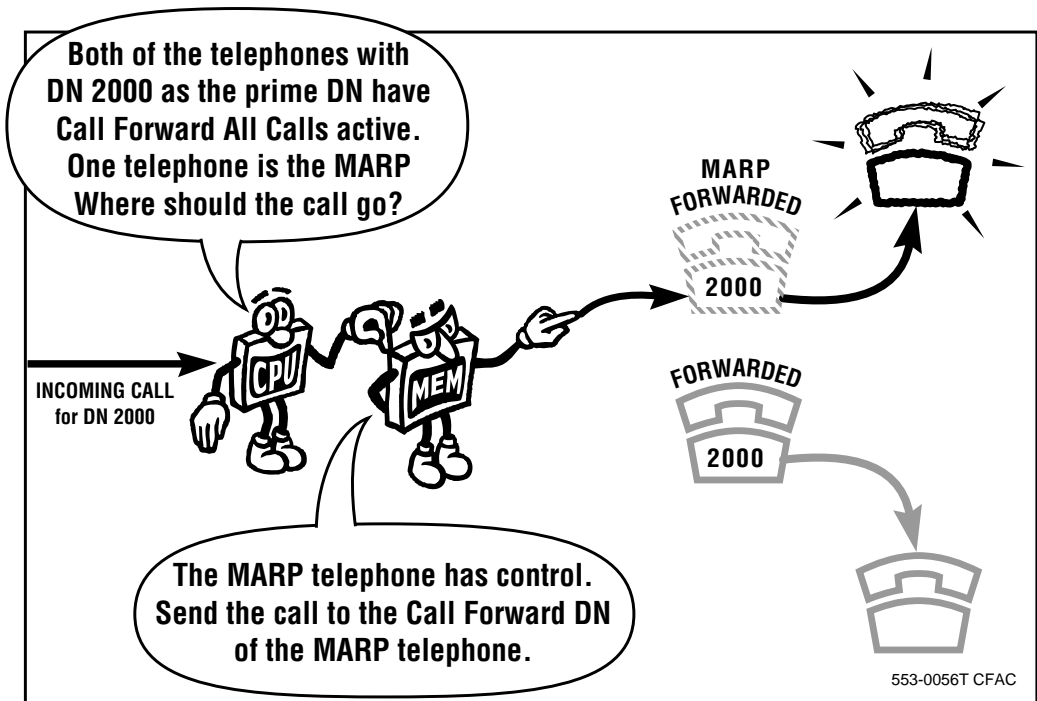 Both of the telephones with
DN 2000 as the prime DN have
Call Forward All Calls active.
One telephone is the MARP
Where should the call go?
MARP
FORWARDED
2000
INCOMING CALL
for DN 2000
CPU
MEM
FORWARDED
2000
The MARP telephone has control.
Send the call to the Call Forward DN
of the MARP telephone.
553-0056T CFAC